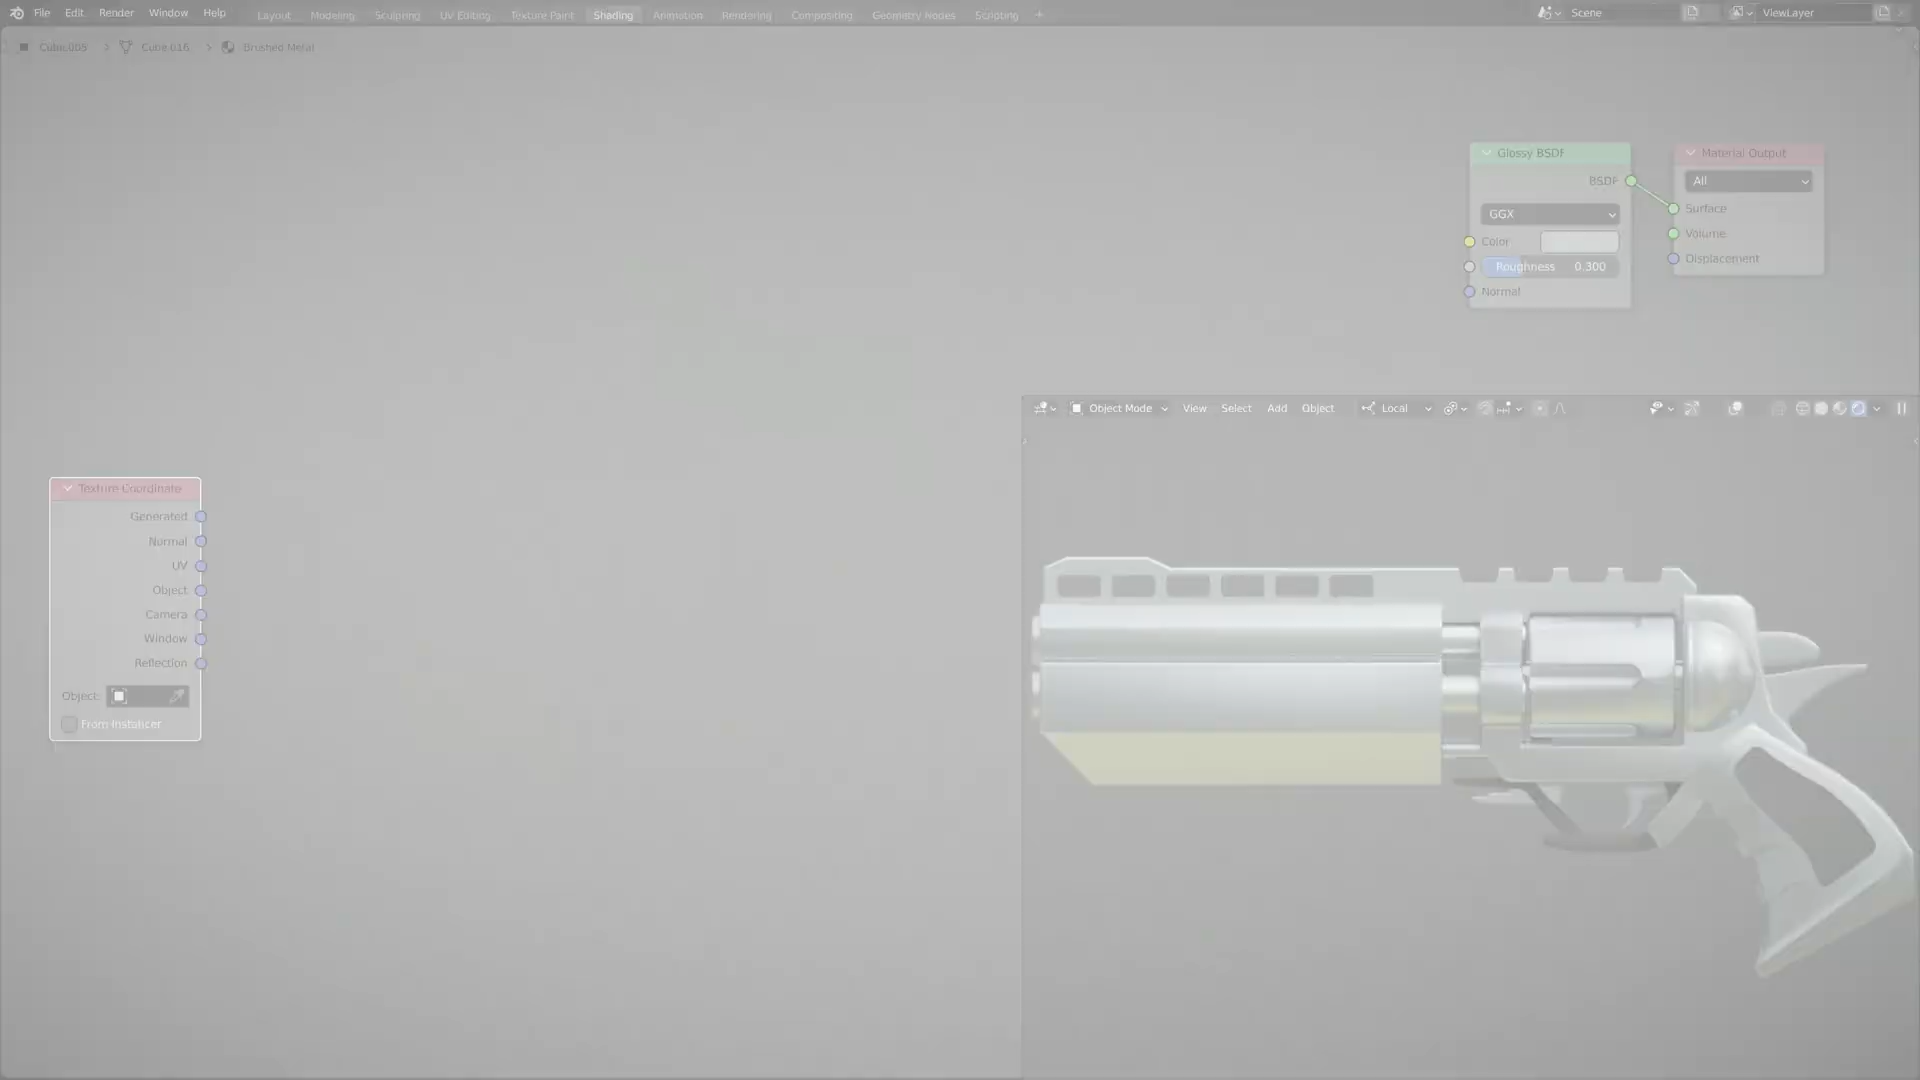 File Edit Render Window Help Layout Modeling Sculpting UV Editing Texture Paint Shading Animation Rendering Compositing Geometry Nodes Scripting + Scene ViewLayer
Cube.005 > Cube.016 > Brushed Metal
Glossy BSDF
BSDF
GGX
Color
Roughness 0.300
Normal
Material Output
All
Surface
Volume
Displacement
Object Mode View Select Add Object Local
Texture Coordinate
Generated
Normal
UV
Object
Camera
Window
Reflection
Object:
From Instancer